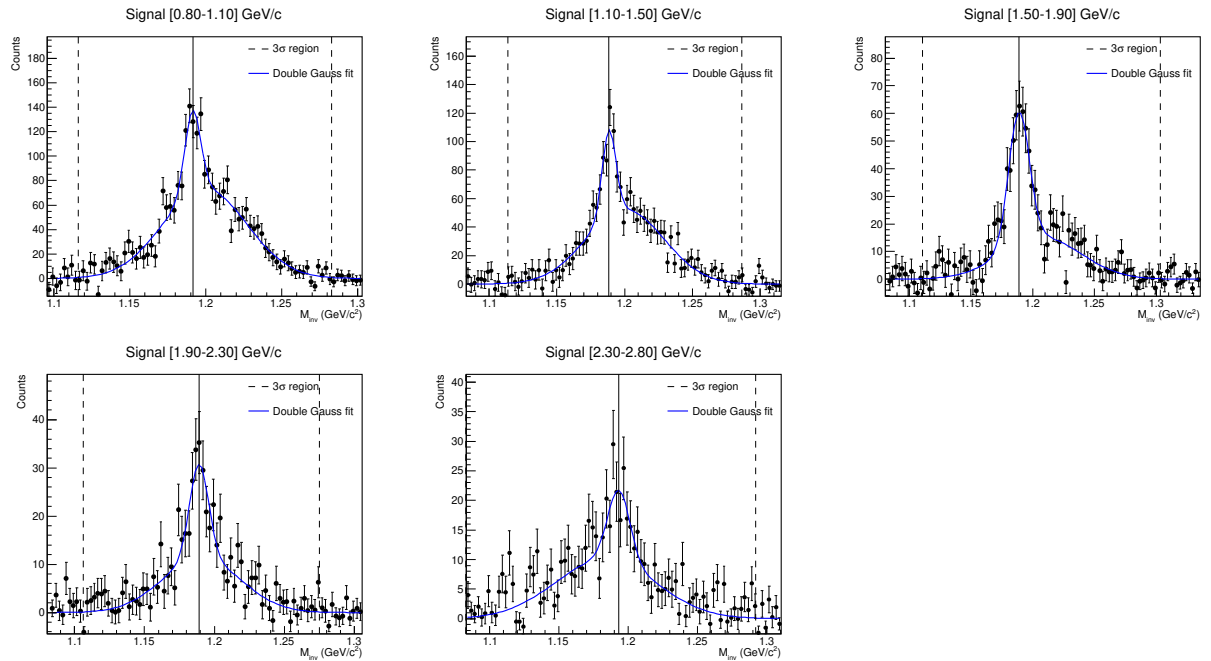 Signal [0.80-1.10] GeV/c
Counts
180
160
140
120
100
80
60
40
20
0
3σ region
Double Gauss fit
1.1
1.15
1.2
1.25
1.3
M_inv (GeV/c²)
Signal [1.10-1.50] GeV/c
Counts
160
140
120
100
80
60
40
20
0
3σ region
Double Gauss fit
1.1
1.15
1.2
1.25
1.3
M_inv (GeV/c²)
Signal [1.50-1.90] GeV/c
Counts
80
60
40
20
0
3σ region
Double Gauss fit
1.1
1.15
1.2
1.25
1.3
M_inv (GeV/c²)
Signal [1.90-2.30] GeV/c
Counts
40
30
20
10
0
3σ region
Double Gauss fit
1.1
1.15
1.2
1.25
1.3
M_inv (GeV/c²)
Signal [2.30-2.80] GeV/c
Counts
40
35
30
25
20
15
10
5
0
3σ region
Double Gauss fit
1.1
1.15
1.2
1.25
1.3
M_inv (GeV/c²)